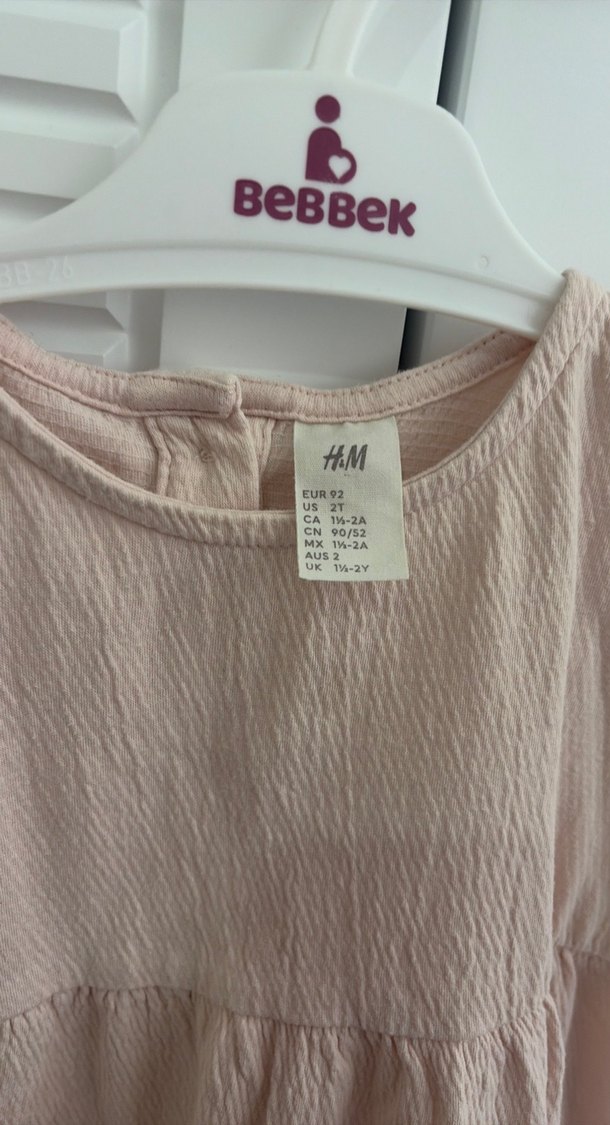 BeBBeK
H&M
EUR 92
US 2T
CA 1½-2A
CN 90/52
MX 1½-2A
AUS 2
UK 1½-2Y